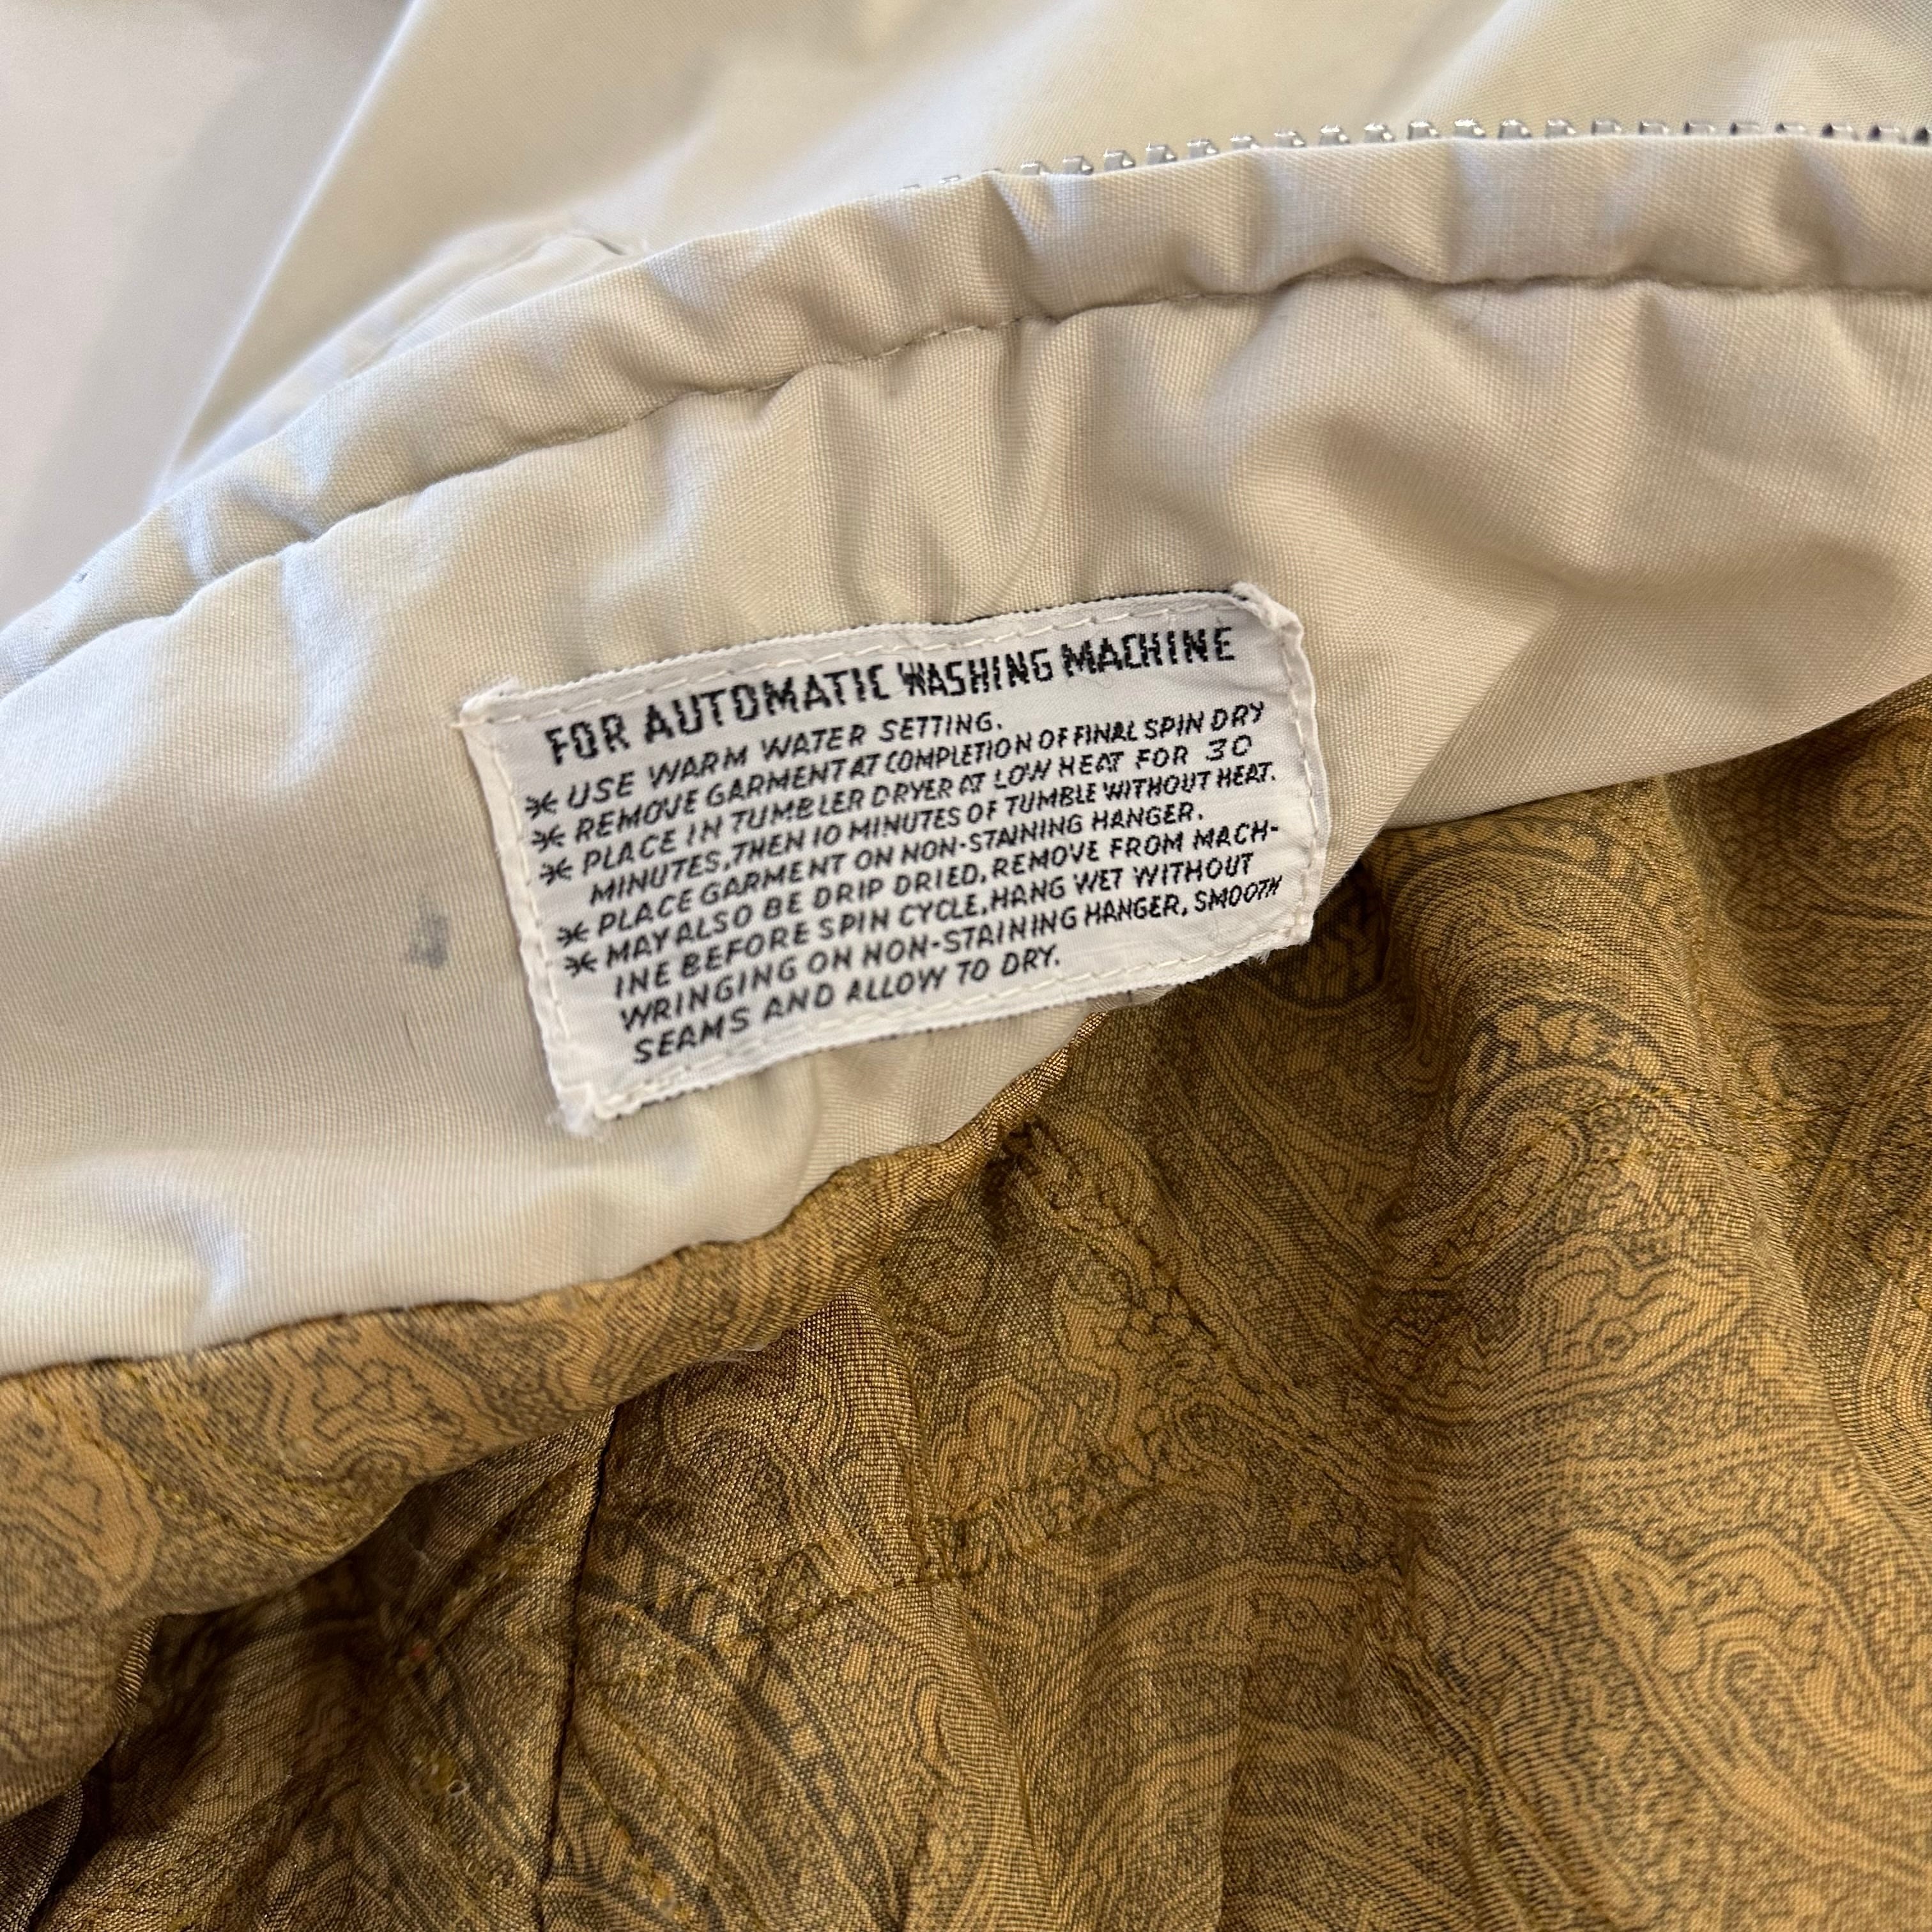 FOR AUTOMATIC WASHING MACHINE
* USE WARM WATER SETTING.
* REMOVE GARMENT AT COMPLETION OF FINAL SPIN DRY
* PLACE IN TUMBLER DRYER AT LOW HEAT FOR 30
MINUTES, THEN 10 MINUTES OF TUMBLE WITHOUT HEAT.
* PLACE GARMENT ON NON-STAINING HANGER.
* MAY ALSO BE DRIP DRIED, REMOVE FROM MACH-
INE BEFORE SPIN CYCLE, HANG WET WITHOUT
WRINGING ON NON-STAINING HANGER, SMOOTH
SEAMS AND ALLOW TO DRY.